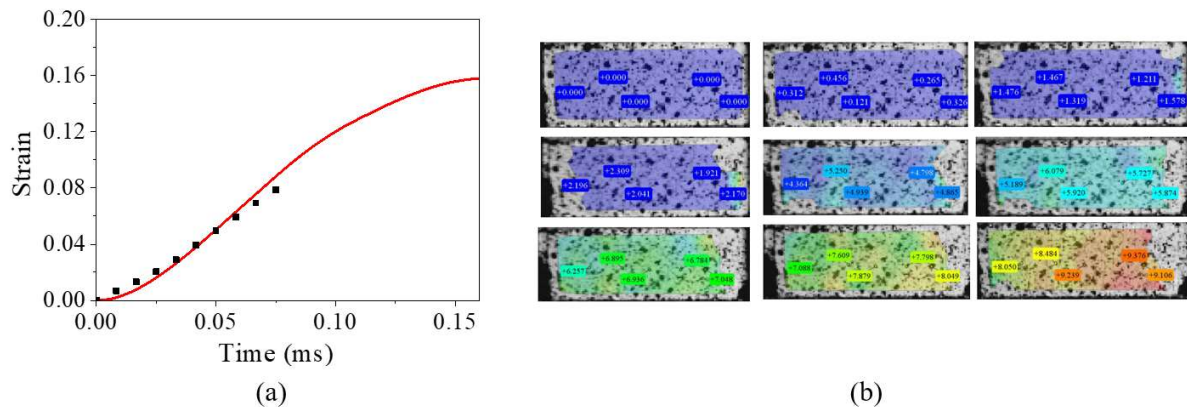 0.20
0.16
0.12
0.08
0.04
0.00
Strain
0.00 0.05 0.10 0.15
Time (ms)
(a)
+0.000 +0.000 +0.000 +0.000 +0.000
+0.312 +0.456 +0.121 +0.265 +0.326
+1.476 +1.467 +1.319 +1.211 +1.578
+2.196 +2.309 +2.041 +1.921 +2.170
+4.364 +5.250 +4.939 +4.798 +4.865
+5.189 +6.079 +5.920 +5.727 +5.874
+6.257 +6.895 +6.936 +6.784 +7.048
+7.088 +7.609 +7.879 +7.798 +8.049
+8.050 +8.484 +9.239 +9.376 +9.106
(b)